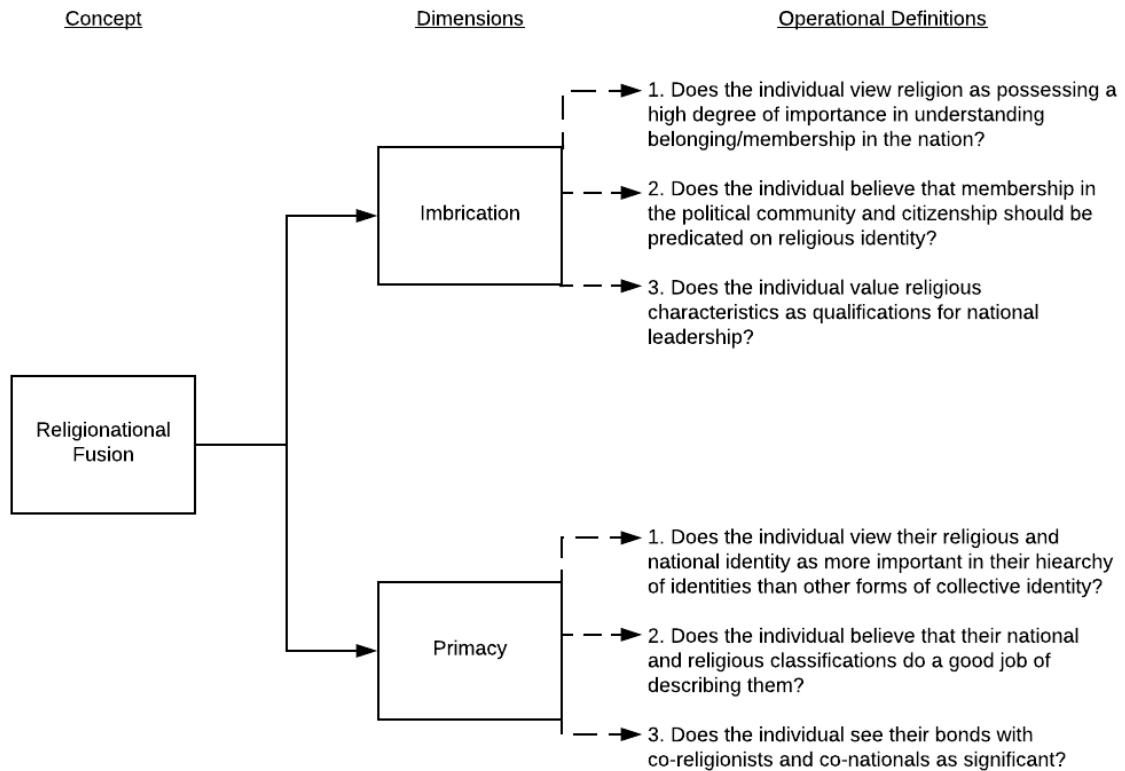 Concept
Dimensions
Operational Definitions
1. Does the individual view religion as possessing a
high degree of importance in understanding
belonging/membership in the nation?
Imbrication
2. Does the individual believe that membership in
the political community and citizenship should be
predicated on religious identity?
3. Does the individual value religious
characteristics as qualifications for national
leadership?
Religionational
Fusion
1. Does the individual view their religious and
national identity as more important in their hiearchy
of identities than other forms of collective identity?
Primacy
2. Does the individual believe that their national
and religious classifications do a good job of
describing them?
3. Does the individual see their bonds with
co-religionists and co-nationals as significant?